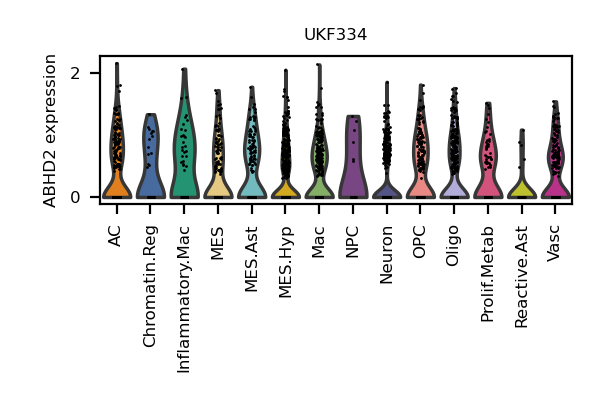 UKF334
ABHD2 expression
2
0
AC
Chromatin.Reg
Inflammatory.Mac
MES
MES.Ast
MES.Hyp
Mac
NPC
Neuron
OPC
Oligo
Prolif.Metab
Reactive.Ast
Vasc